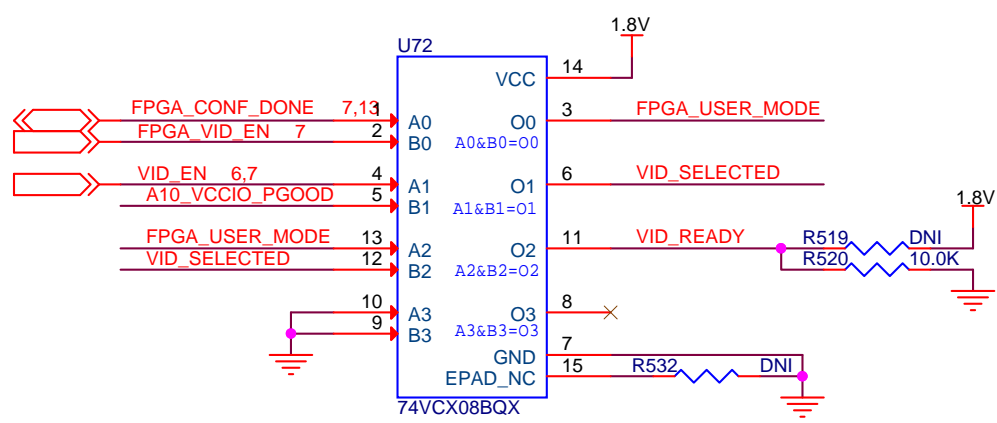 1.8V
U72
VCC 14
FPGA_CONF_DONE 7,13 1 A0 O0 3 FPGA_USER_MODE
FPGA_VID_EN 7 2 B0 A0&B0=O0
VID_EN 6,7 4 A1 O1 6 VID_SELECTED
A10_VCCIO_PGOOD 5 B1 A1&B1=O1
1.8V
FPGA_USER_MODE 13 A2 O2 11 VID_READY R519 DNI
VID_SELECTED 12 B2 A2&B2=O2 R520 10.0K
10 A3 O3 8
9 B3 A3&B3=O3
GND 7
EPAD_NC 15 R532 DNI
74VCX08BQX